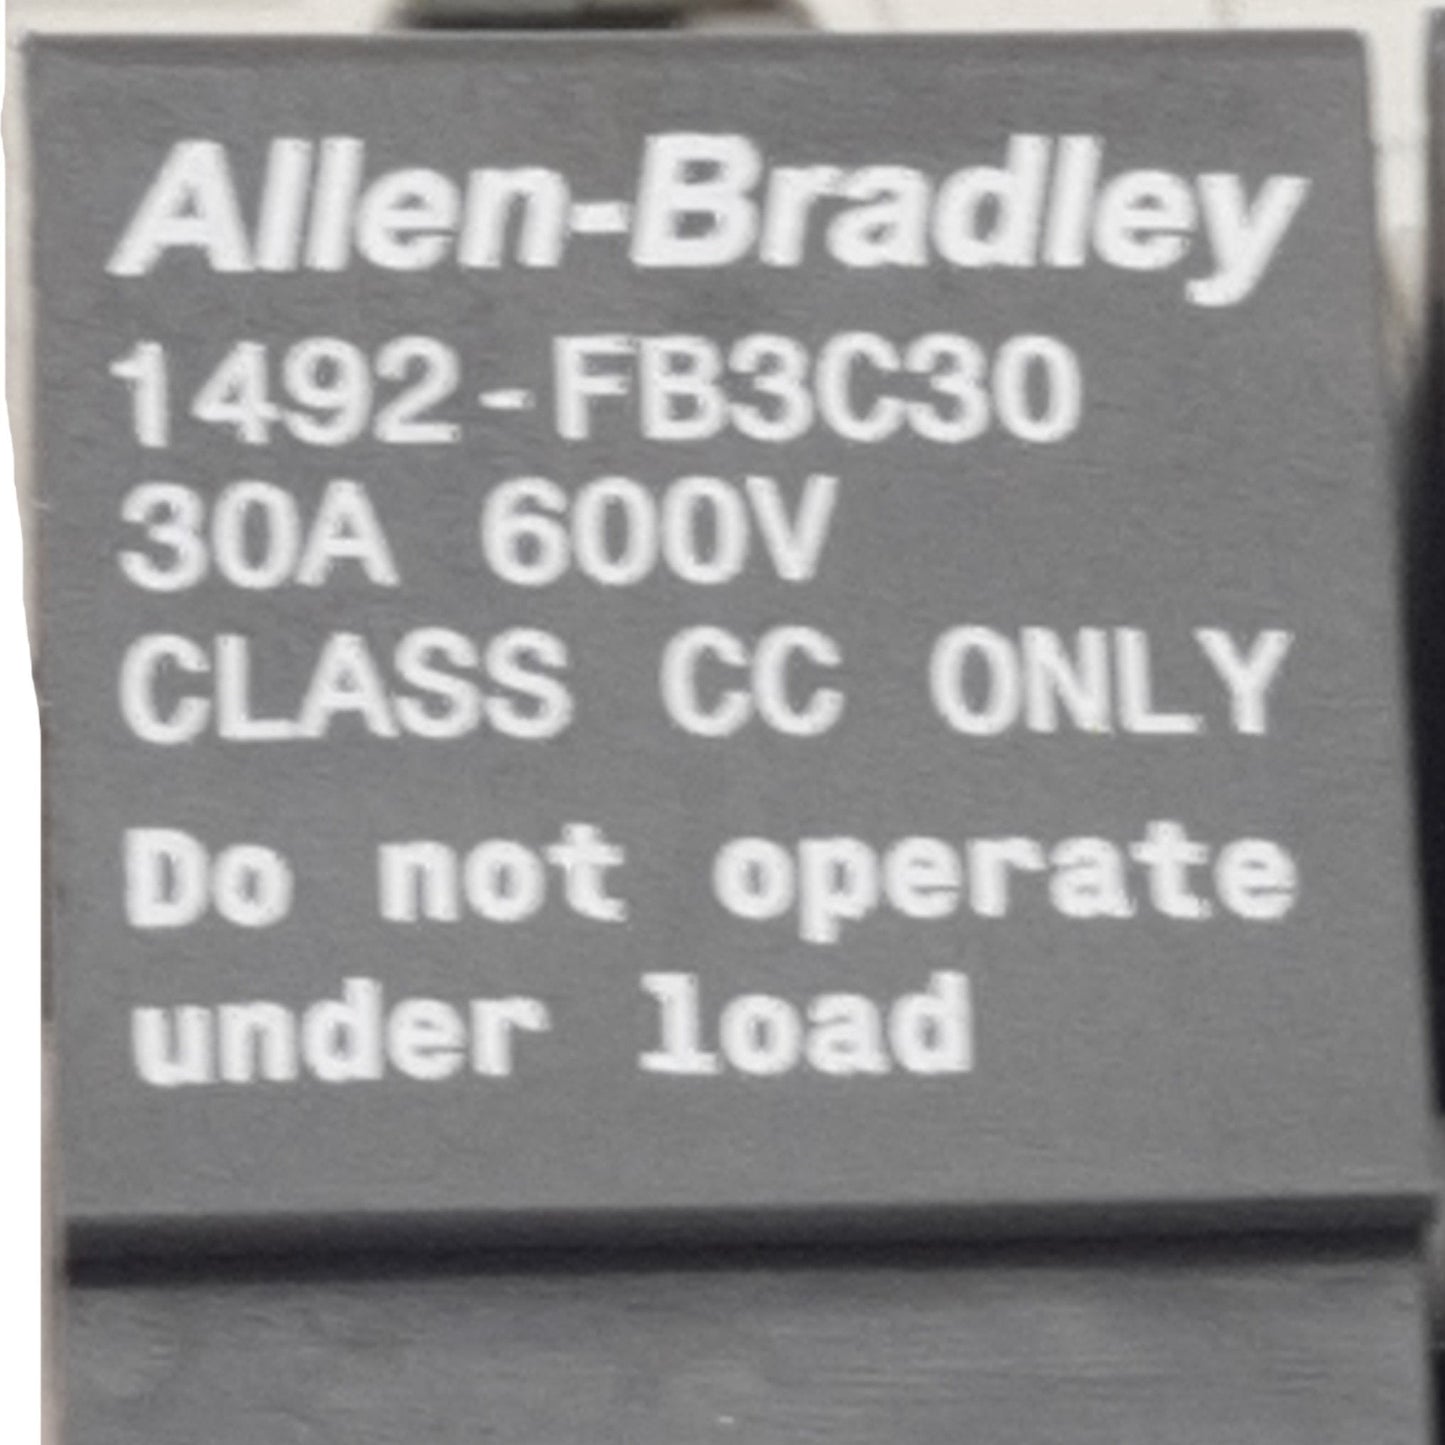 Allen-Bradley
1492-FB3C30
30A 600V
CLASS CC ONLY
Do not operate
under load